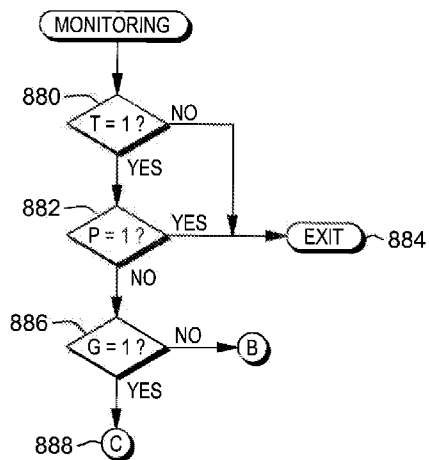 MONITORING
880
T = 1 ?
NO
YES
882
P = 1 ?
YES
EXIT
884
NO
886
G = 1 ?
NO
B
YES
888
C